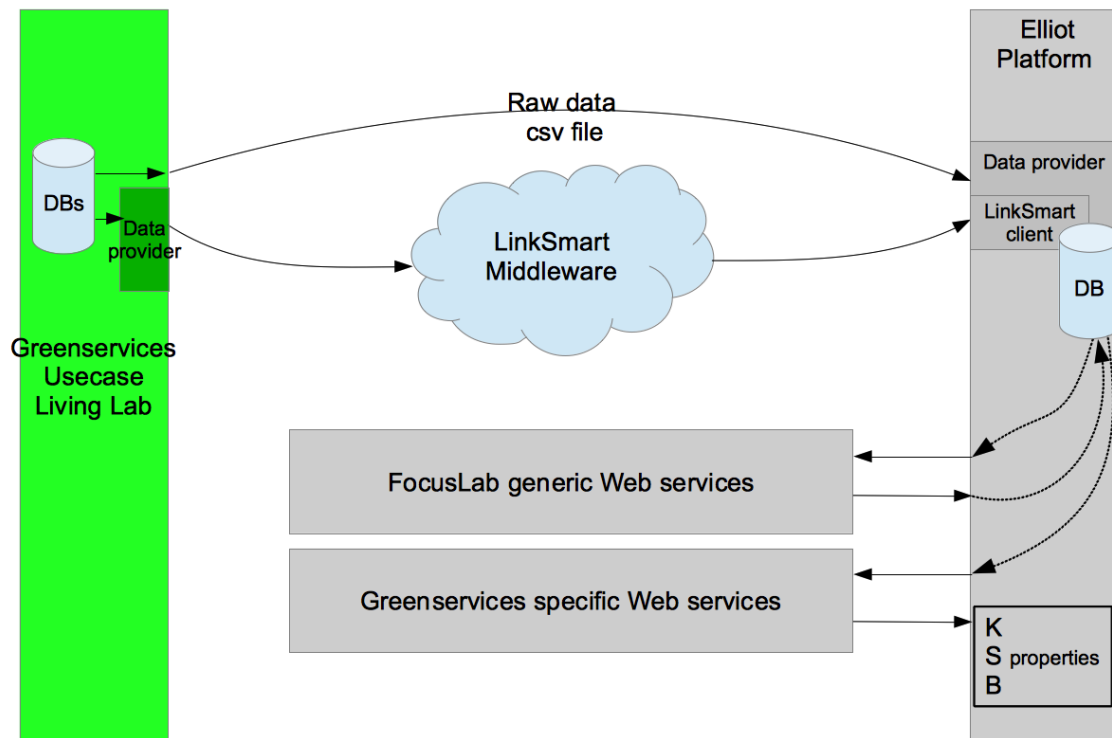 Elliot
Platform
Raw data
csv file
Data provider
DBs
Data
provider
LinkSmart
client
LinkSmart
Middleware
DB
Greenservices
Usecase
Living Lab
FocusLab generic Web services
Greenservices specific Web services
K
S properties
B